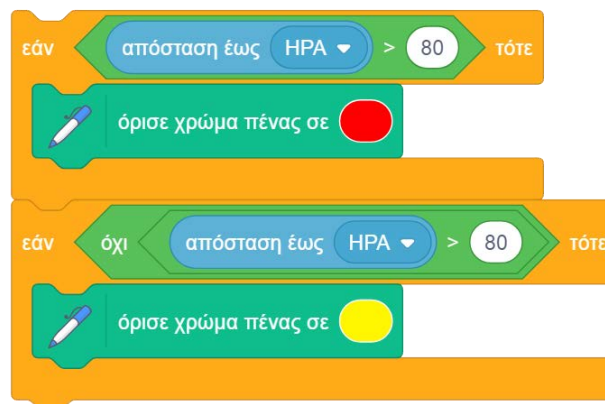 εάν απόσταση έως ΗΡΑ > 80 τότε
όρισε χρώμα πένας σε
εάν όχι απόσταση έως ΗΡΑ > 80 τότε
όρισε χρώμα πένας σε